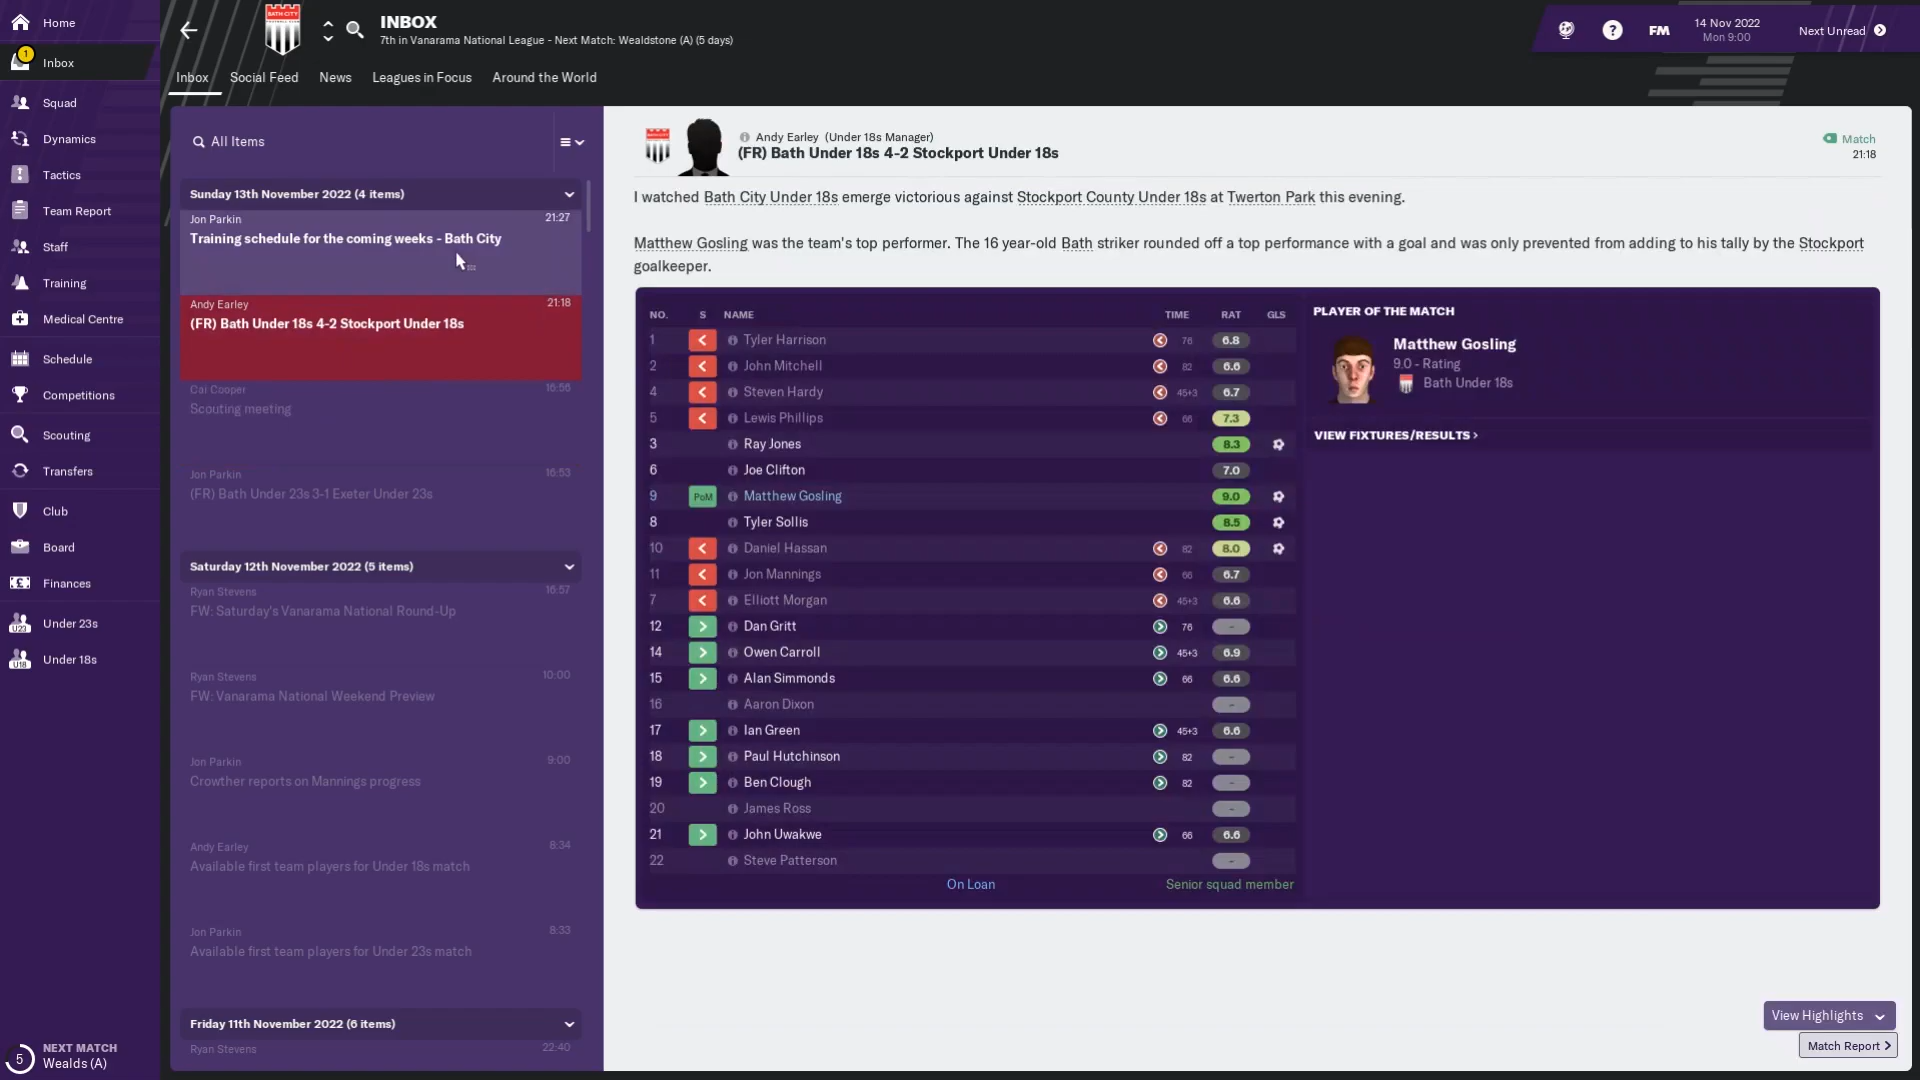 Home
1
Inbox
Squad
Dynamics
Tactics
Team Report
Staff
Training
Medical Centre
Schedule
Competitions
Scouting
Transfers
Club
Board
Finances
U23
Under 23s
U18
Under 18s
5
NEXT MATCH
Wealds (A)
BATH CITY
INBOX
7th in Vanarama National League - Next Match: Wealdstone (A) (5 days)
FM
14 Nov 2022
Mon 9:00
Next Unread
Inbox Social Feed News Leagues in Focus Around the World
All Items
Sunday 13th November 2022 (4 items)
Jon Parkin 21:27
Training schedule for the coming weeks - Bath City
Andy Earley 21:18
(FR) Bath Under 18s 4-2 Stockport Under 18s
Cai Cooper 16:56
Scouting meeting
Jon Parkin 16:53
(FR) Bath Under 23s 3-1 Exeter Under 23s
Saturday 12th November 2022 (5 items)
Ryan Stevens 16:57
FW: Saturday's Vanarama National Round-Up
Ryan Stevens 10:00
FW: Vanarama National Weekend Preview
Jon Parkin 9:00
Crowther reports on Mannings progress
Andy Earley 8:34
Available first team players for Under 18s match
Jon Parkin 8:33
Available first team players for Under 23s match
Friday 11th November 2022 (6 items)
Ryan Stevens 22:40
Andy Earley (Under 18s Manager)
(FR) Bath Under 18s 4-2 Stockport Under 18s
Match
21:18
I watched Bath City Under 18s emerge victorious against Stockport County Under 18s at Twerton Park this evening.
Matthew Gosling was the team's top performer. The 16 year-old Bath striker rounded off a top performance with a goal and was only prevented from adding to his tally by the Stockport
goalkeeper.
NO. S NAME TIME RAT GLS
1 Tyler Harrison 76 6.8
2 John Mitchell 82 6.6
4 Steven Hardy 45+3 6.7
5 Lewis Phillips 66 7.3
3 Ray Jones 8.3
6 Joe Clifton 7.0
9 PoM Matthew Gosling 9.0
8 Tyler Sollis 8.5
10 Daniel Hassan 82 8.0
11 Jon Mannings 66 6.7
7 Elliott Morgan 45+3 6.6
12 Dan Gritt 76 -
14 Owen Carroll 45+3 6.9
15 Alan Simmonds 66 6.6
16 Aaron Dixon -
17 Ian Green 45+3 6.6
18 Paul Hutchinson 82 -
19 Ben Clough 82 -
20 James Ross -
21 John Uwakwe 66 6.6
22 Steve Patterson -
On Loan Senior squad member
PLAYER OF THE MATCH
Matthew Gosling
9.0 - Rating
Bath Under 18s
VIEW FIXTURES/RESULTS >
View Highlights
Match Report